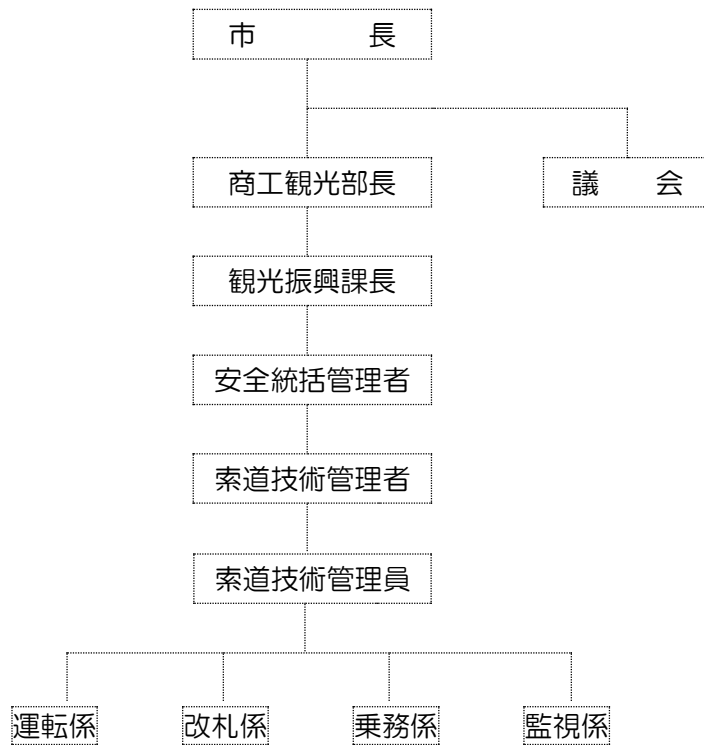 市　　　　長
商工観光部長
議　　会
観光振興課長
安全統括管理者
索道技術管理者
索道技術管理員
運転係
改札係
乗務係
監視係